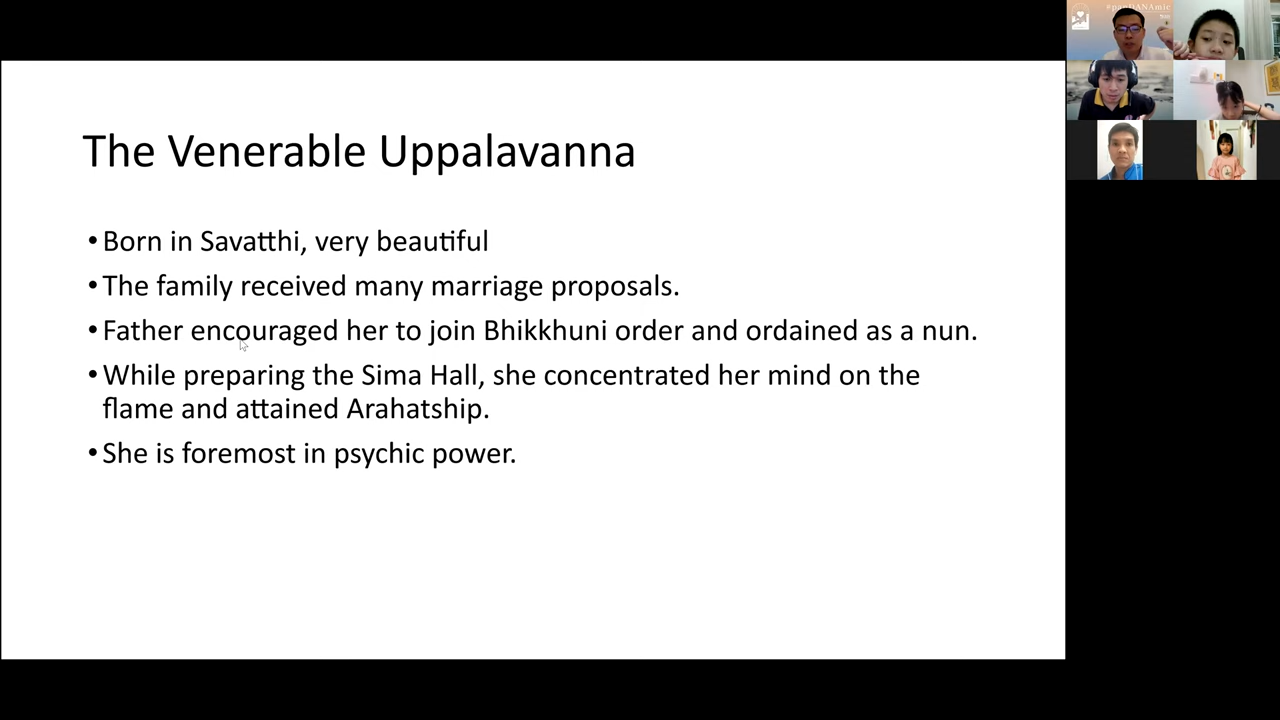 The Venerable Uppalavanna
•Born in Savatthi, very beautiful
•The family received many marriage proposals.
•Father encouraged her to join Bhikkhuni order and ordained as a nun.
•While preparing the Sima Hall, she concentrated her mind on the
flame and attained Arahatship.
•She is foremost in psychic power.
#panDANAmic